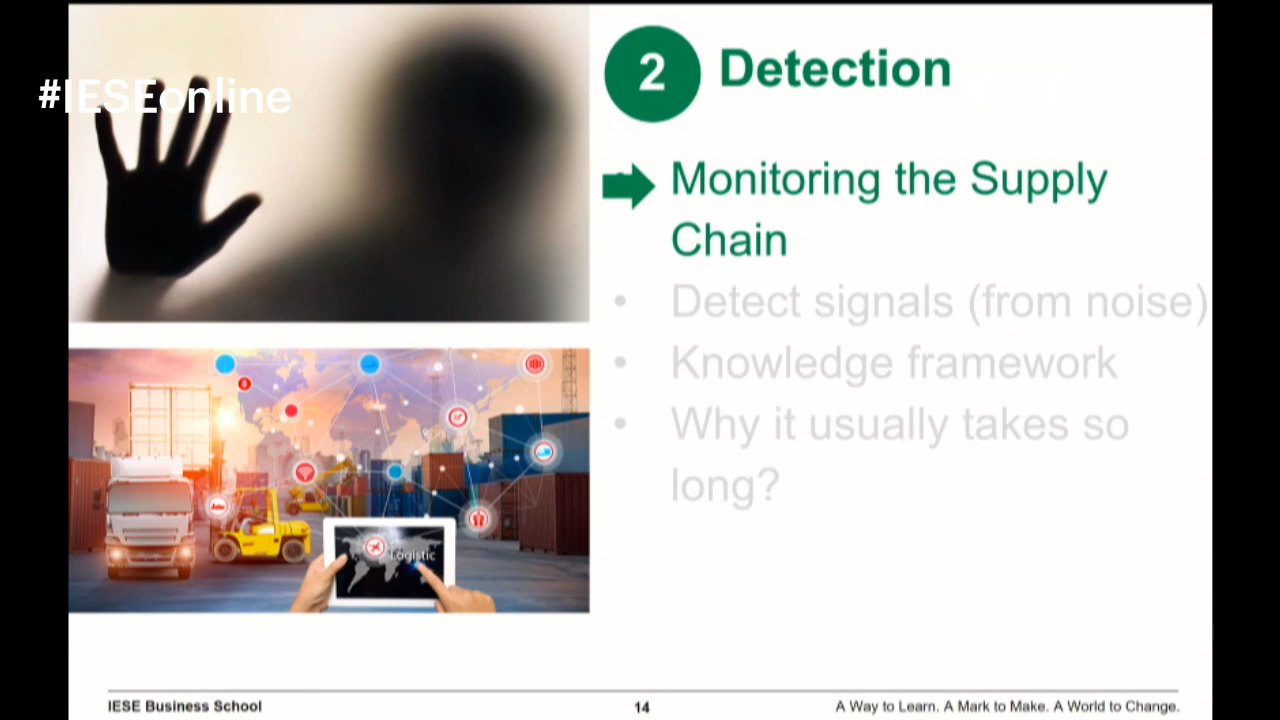 #IESEonline
2 Detection
Monitoring the Supply
Chain
• Detect signals (from noise)
• Knowledge framework
• Why it usually takes so
long?
Logistic
IESE Business School
14
A Way to Learn. A Mark to Make. A World to Change.